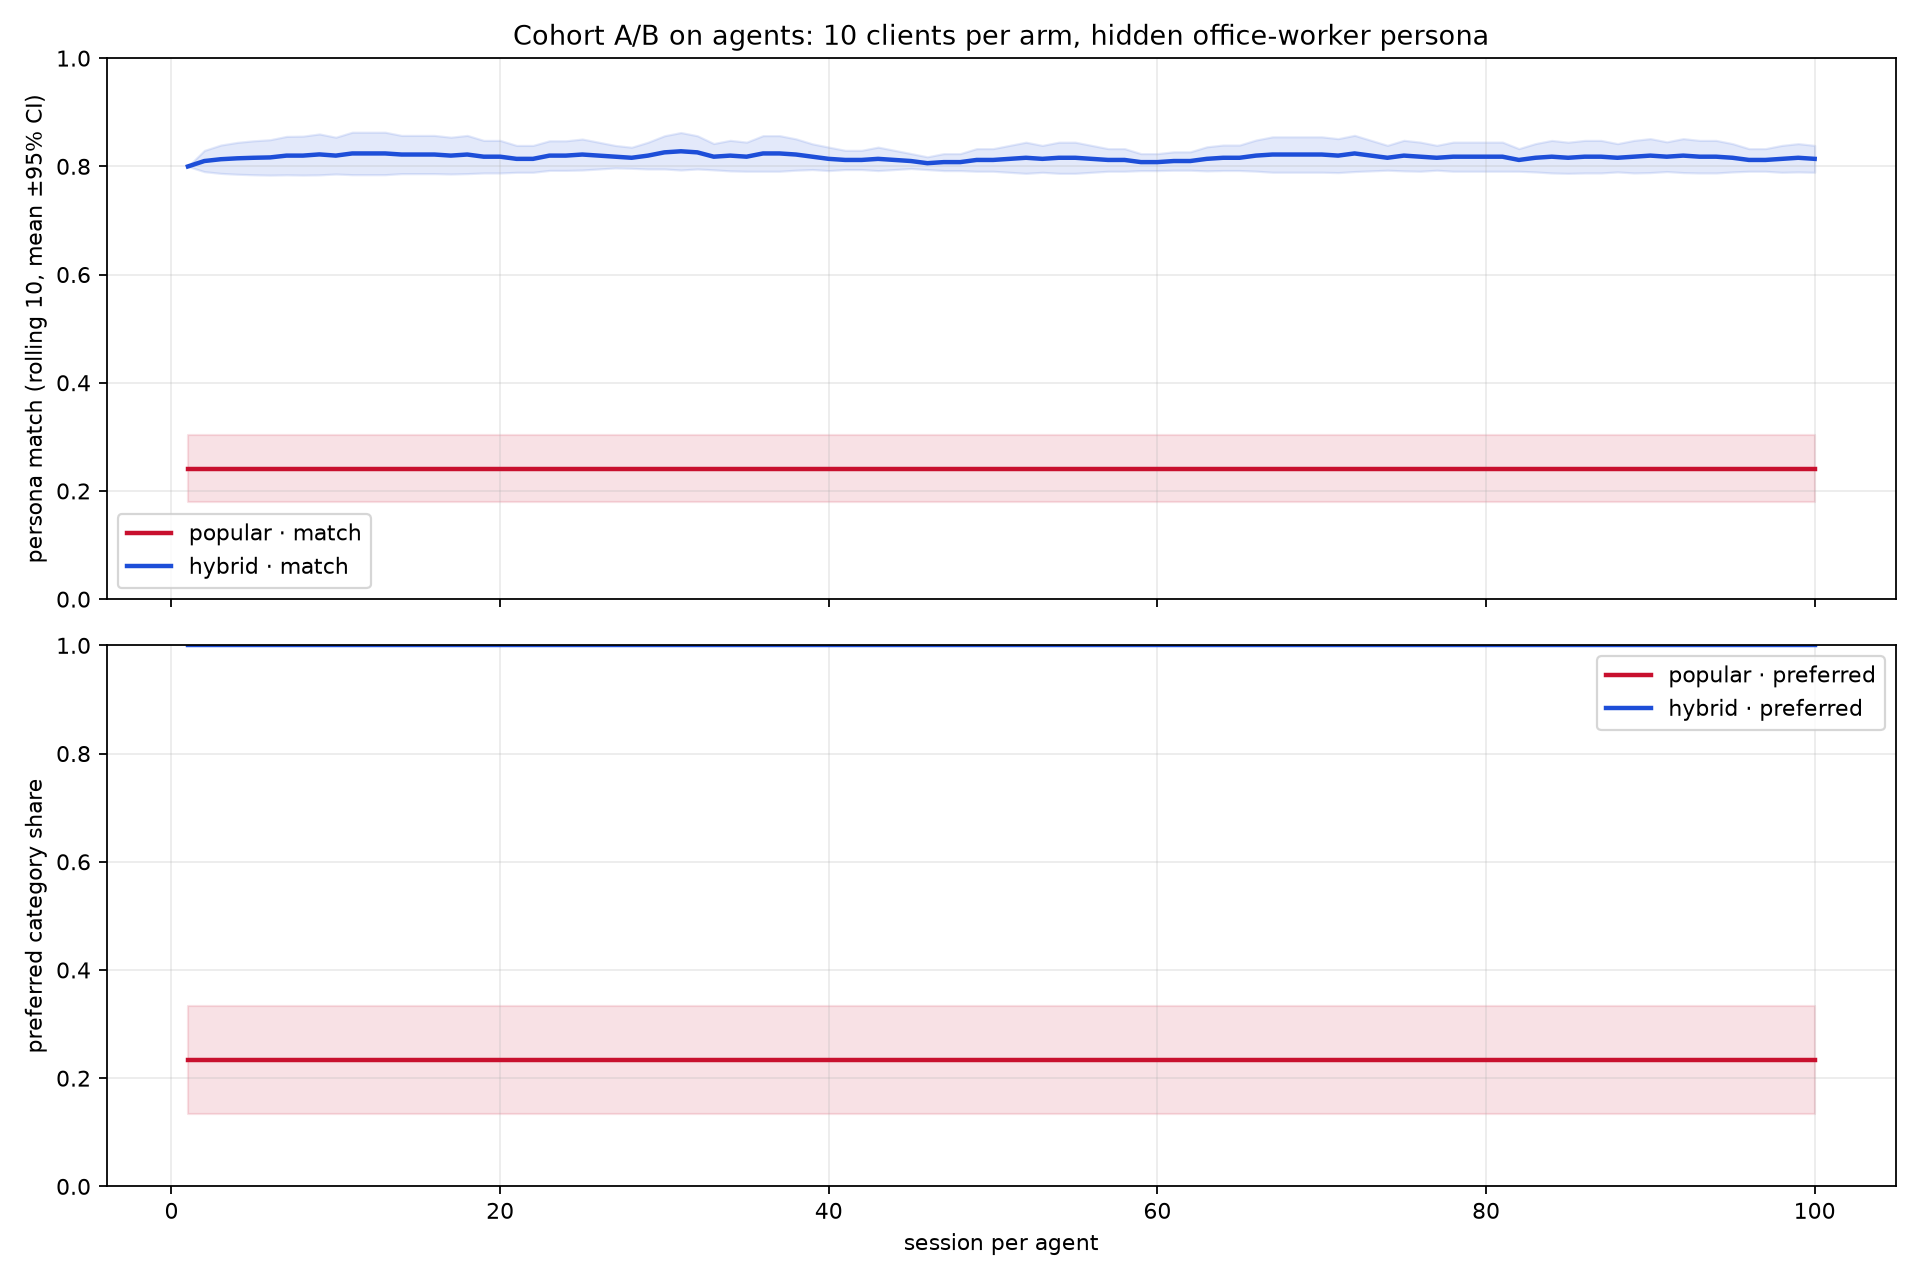 Cohort A/B on agents: 10 clients per arm, hidden office-worker persona
persona match (rolling 10, mean ±95% CI)
1.0
0.8
0.6
0.4
0.2
0.0
popular · match
hybrid · match
preferred category share
1.0
0.8
0.6
0.4
0.2
0.0
popular · preferred
hybrid · preferred
0
20
40
60
80
100
session per agent